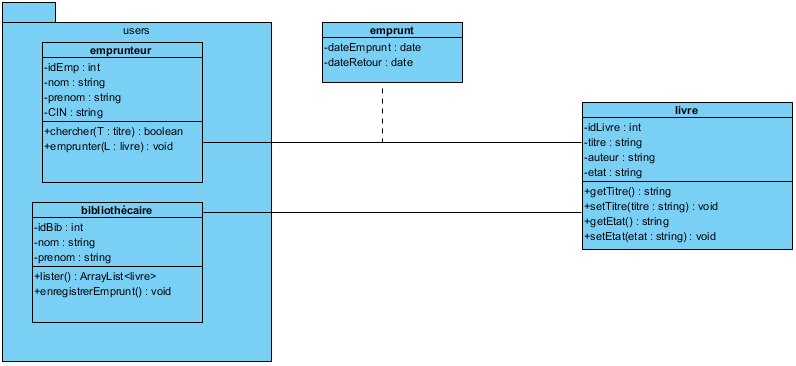 users
emprunteur
-idEmp : int
-nom : string
-prenom : string
-CIN : string
+chercher(T : titre) : boolean
+emprunter(L : livre) : void
bibliothécaire
-idBib : int
-nom : string
-prenom : string
+lister() : ArrayList<livre>
+enregistrerEmprunt() : void
emprunt
-dateEmprunt : date
-dateRetour : date
livre
-idLivre : int
-titre : string
-auteur : string
-etat : string
+getTitre() : string
+setTitre(titre : string) : void
+getEtat() : string
+setEtat(etat : string) : void